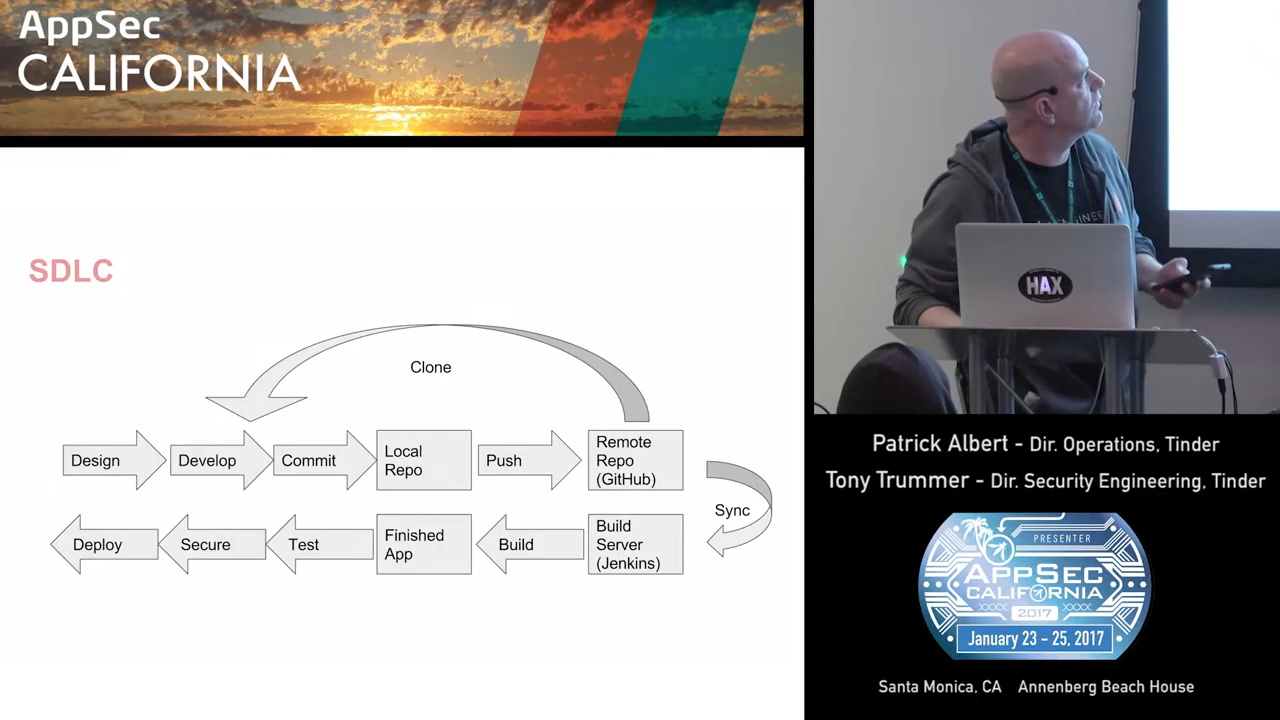 AppSec
CALIFORNIA
SDLC
Clone
Design
Develop
Commit
Local
Repo
Push
Remote
Repo
(GitHub)
Sync
Deploy
Secure
Test
Finished
App
Build
Build
Server
(Jenkins)
HAX
Patrick Albert - Dir. Operations, Tinder
Tony Trummer - Dir. Security Engineering, Tinder
PRESENTER
APPSEC
CALIFORNIA
2017
January 23 - 25, 2017
Santa Monica, CA Annenberg Beach House